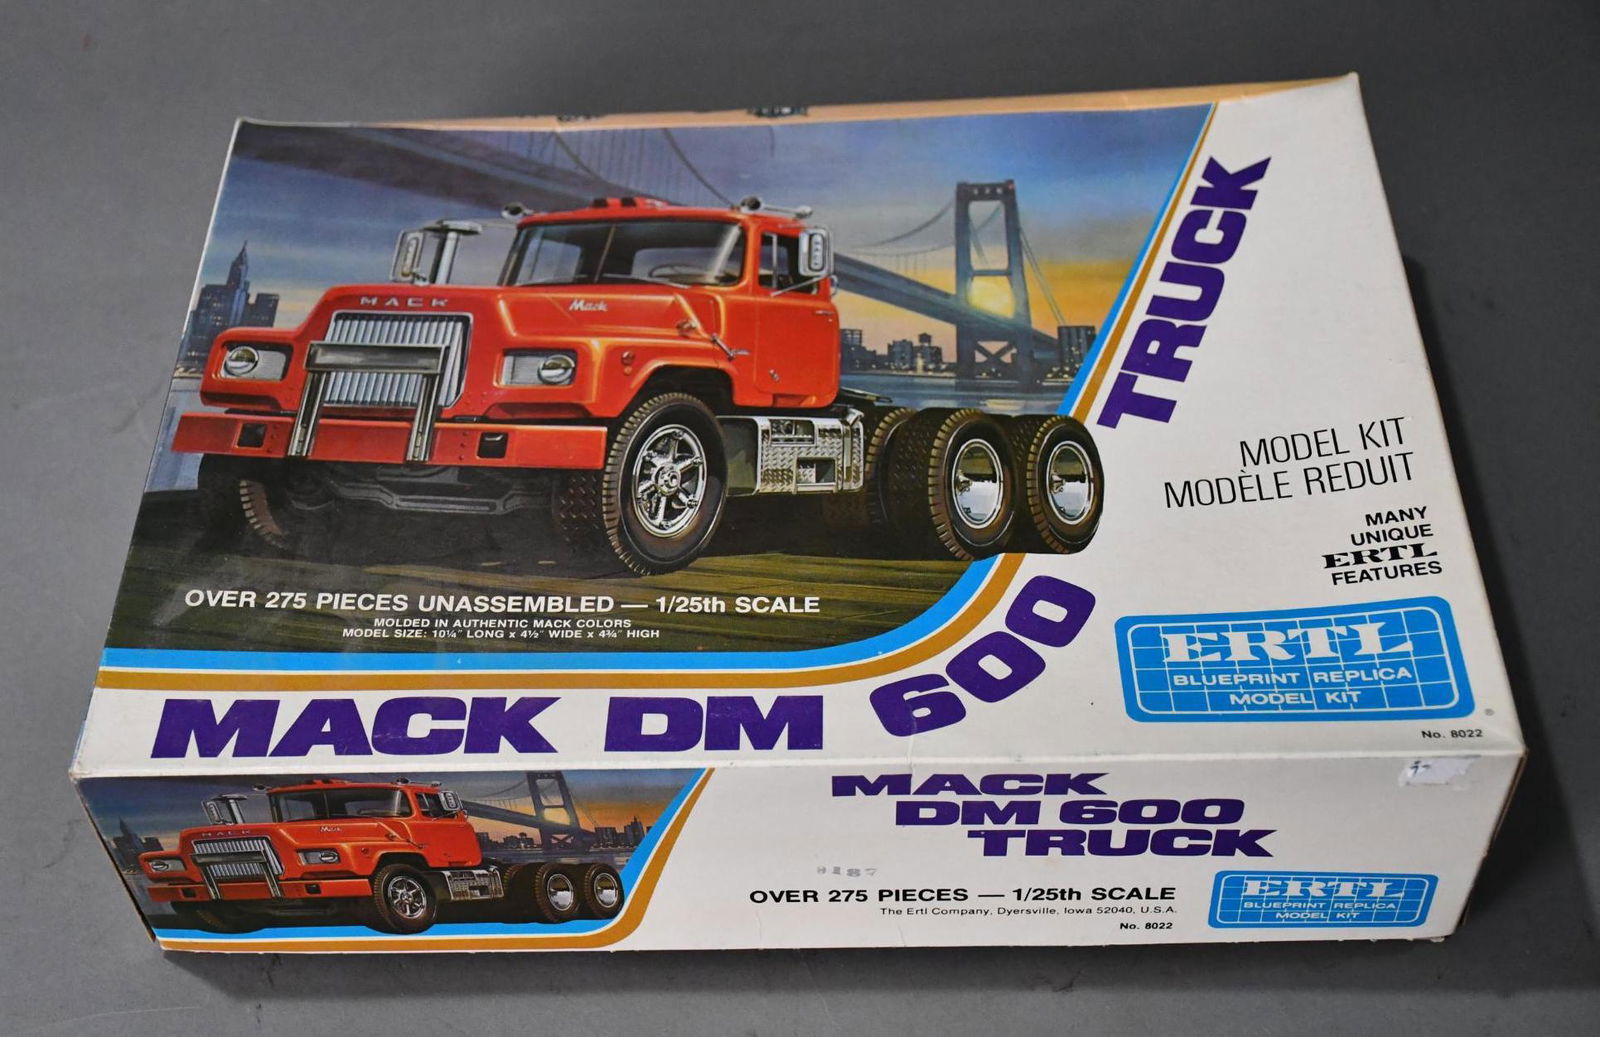 MACK
Mack
OVER 275 PIECES UNASSEMBLED — 1/25th SCALE
MOLDED IN AUTHENTIC MACK COLORS
MODEL SIZE: 10¼" LONG x 4½" WIDE x 4¾" HIGH
MACK DM 600 TRUCK
MODEL KIT
MODÈLE REDUIT
MANY
UNIQUE
ERTL
FEATURES
ERTL
BLUEPRINT REPLICA
MODEL KIT
®
No. 8022
MACK
Mack
MACK
DM 600
TRUCK
OVER 275 PIECES — 1/25th SCALE
The Ertl Company, Dyersville, Iowa 52040, U.S.A.
No. 8022
ERTL
BLUEPRINT REPLICA
MODEL KIT